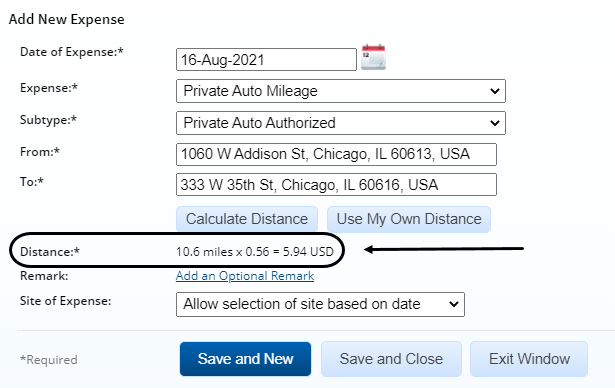 Add New Expense
Date of Expense:* 16-Aug-2021
Expense:* Private Auto Mileage
Subtype:* Private Auto Authorized
From:* 1060 W Addison St, Chicago, IL 60613, USA
To:* 333 W 35th St, Chicago, IL 60616, USA
Calculate Distance Use My Own Distance
Distance:* 10.6 miles x 0.56 = 5.94 USD
Remark: Add an Optional Remark
Site of Expense: Allow selection of site based on date
*Required Save and New Save and Close Exit Window